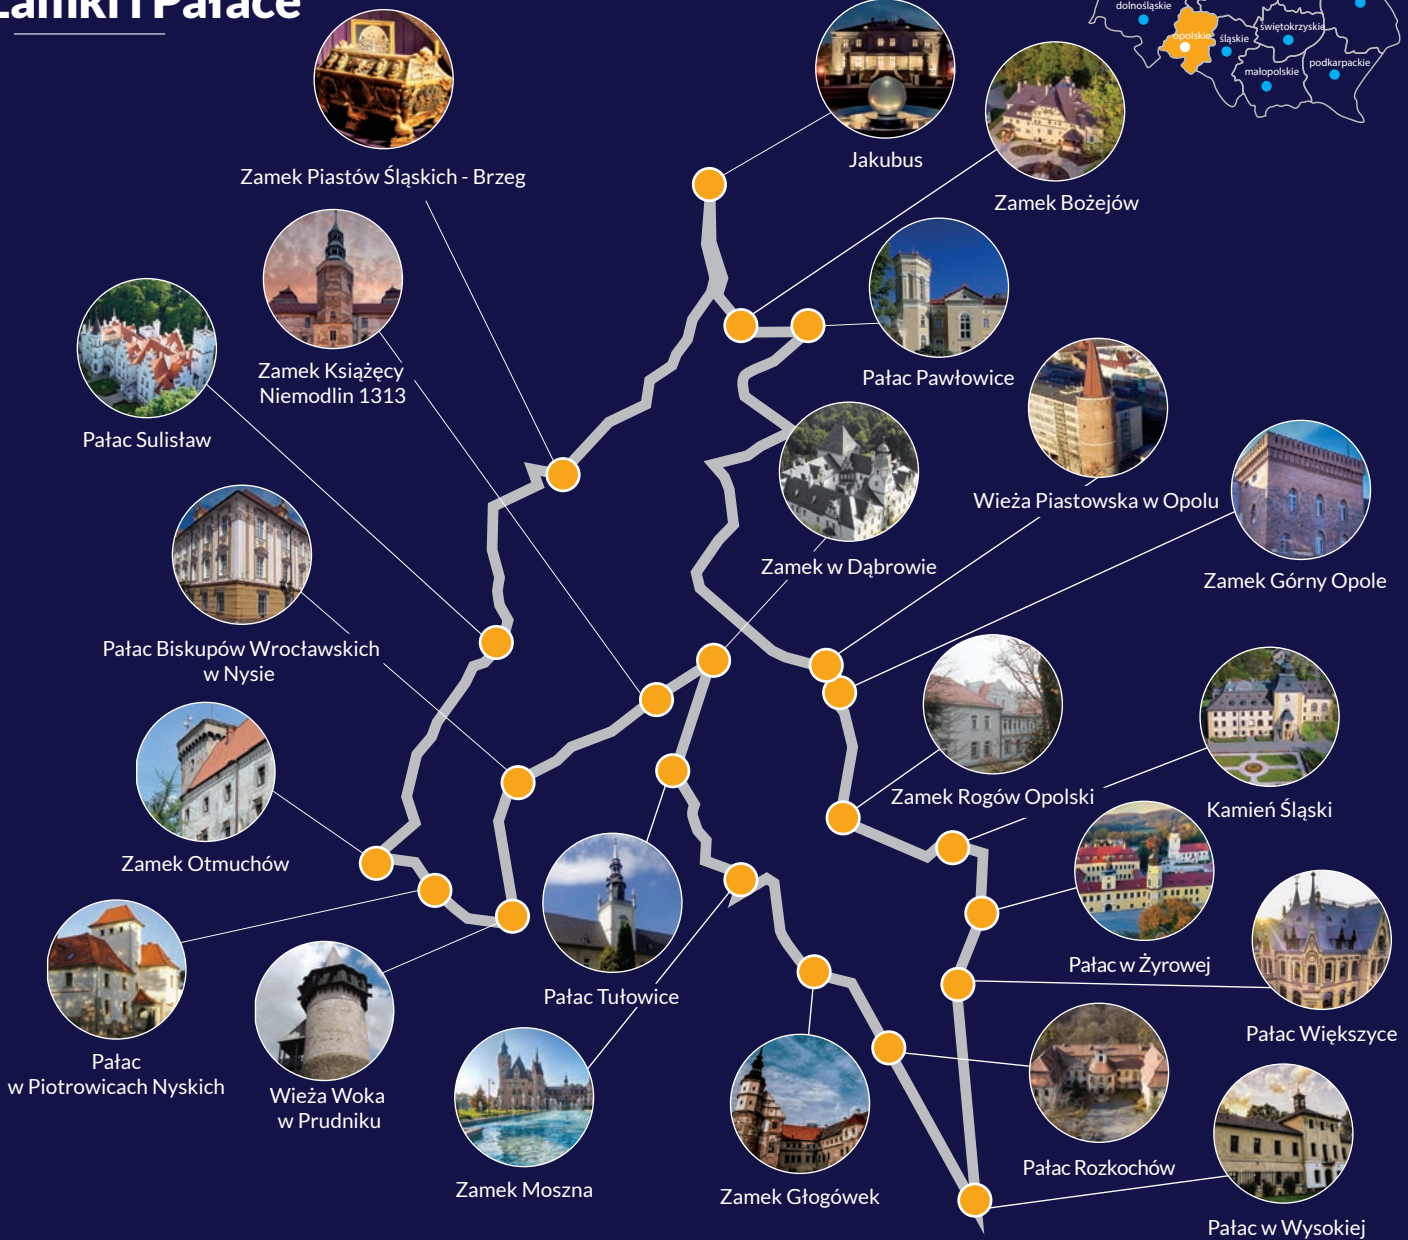 Zamki i Pałace
dolnośląskie
opolskie
śląskie
świętokrzyskie
małopolskie
podkarpackie
Jakubus
Zamek Piastów Śląskich - Brzeg
Zamek Bożejów
Zamek Książęcy
Niemodlin 1313
Pałac Pawłowice
Pałac Sulisław
Wieża Piastowska w Opolu
Zamek w Dąbrowie
Zamek Górny Opole
Pałac Biskupów Wrocławskich
w Nysie
Zamek Rogów Opolski
Kamień Śląski
Zamek Otmuchów
Pałac w Żyrowej
Pałac Tułowice
Pałac Większyce
Pałac
w Piotrowicach Nyskich
Wieża Woka
w Prudniku
Pałac Rozkochów
Zamek Moszna
Zamek Głogówek
Pałac w Wysokiej